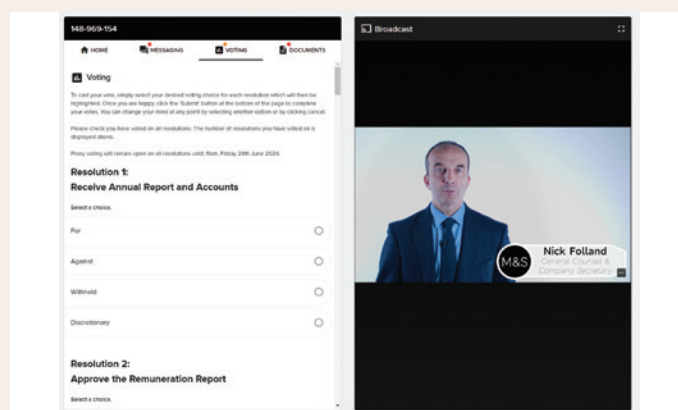 148-969-154
HOME
MESSAGING
VOTING
DOCUMENTS
Voting
To cast your vote, simply select your desired voting choice for each resolution which will then be
highlighted. Once you are happy, click the 'Submit' button at the bottom of the page to complete
your votes. You can change your mind at any point by selecting another option or by clicking cancel.
Please check you have voted on all resolutions. The number of resolutions you have voted on is
displayed above.
Proxy voting will remain open on all resolutions until 11am, Friday 28th June 2024.
Resolution 1:
Receive Annual Report and Accounts
Select a choice.
For
Against
Withheld
Discretionary
Resolution 2:
Approve the Remuneration Report
Select a choice.
Broadcast
M&S
Nick Folland
General Counsel &
Company Secretary